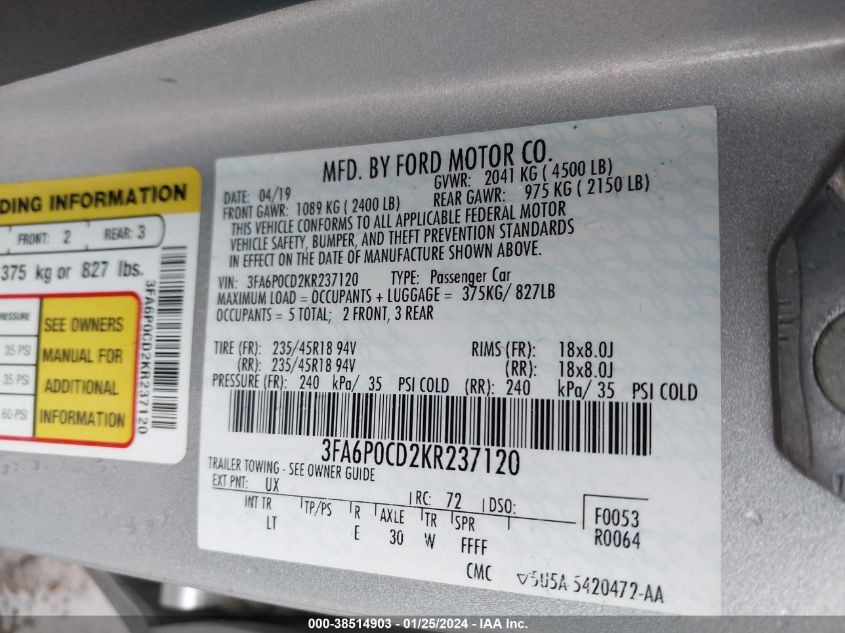 DING INFORMATION
FRONT: 2 REAR: 3
375 kg or 827 lbs.
PRESSURE
35 PSI
35 PSI
60 PSI
SEE OWNERS
MANUAL FOR
ADDITIONAL
INFORMATION
3FA6P0CD2KR237120
MFD. BY FORD MOTOR CO.
DATE: 04/19 GVWR: 2041 KG ( 4500 LB)
FRONT GAWR: 1089 KG ( 2400 LB) REAR GAWR: 975 KG ( 2150 LB)
THIS VEHICLE CONFORMS TO ALL APPLICABLE FEDERAL MOTOR
VEHICLE SAFETY, BUMPER, AND THEFT PREVENTION STANDARDS
IN EFFECT ON THE DATE OF MANUFACTURE SHOWN ABOVE.
VIN: 3FA6P0CD2KR237120 TYPE: Passenger Car
MAXIMUM LOAD = OCCUPANTS + LUGGAGE = 375KG/ 827LB
OCCUPANTS = 5 TOTAL; 2 FRONT, 3 REAR
TIRE (FR): 235/45R18 94V RIMS (FR): 18x8.0J
(RR): 235/45R18 94V (RR): 18x8.0J
PRESSURE (FR): 240 kPa/ 35 PSI COLD (RR): 240 kPa/ 35 PSI COLD
3FA6P0CD2KR237120
TRAILER TOWING - SEE OWNER GUIDE
EXT PNT: UX RC: 72 DSO:
INT TR TP/PS R AXLE TR SPR
LT E 30 W FFFF
F0053
R0064
CMC
5U5A-5420472-AA
000-38514903 - 01/25/2024 - IAA Inc.